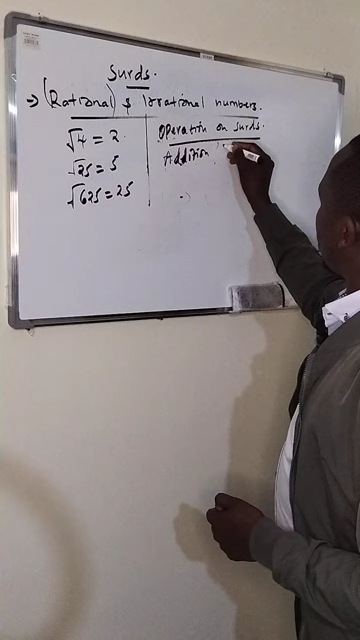 Surds.
→ (Rational) & Irrational numbers.
√4 = 2
√25 = 5
√625 = 25
Operation on surds.
Addition :